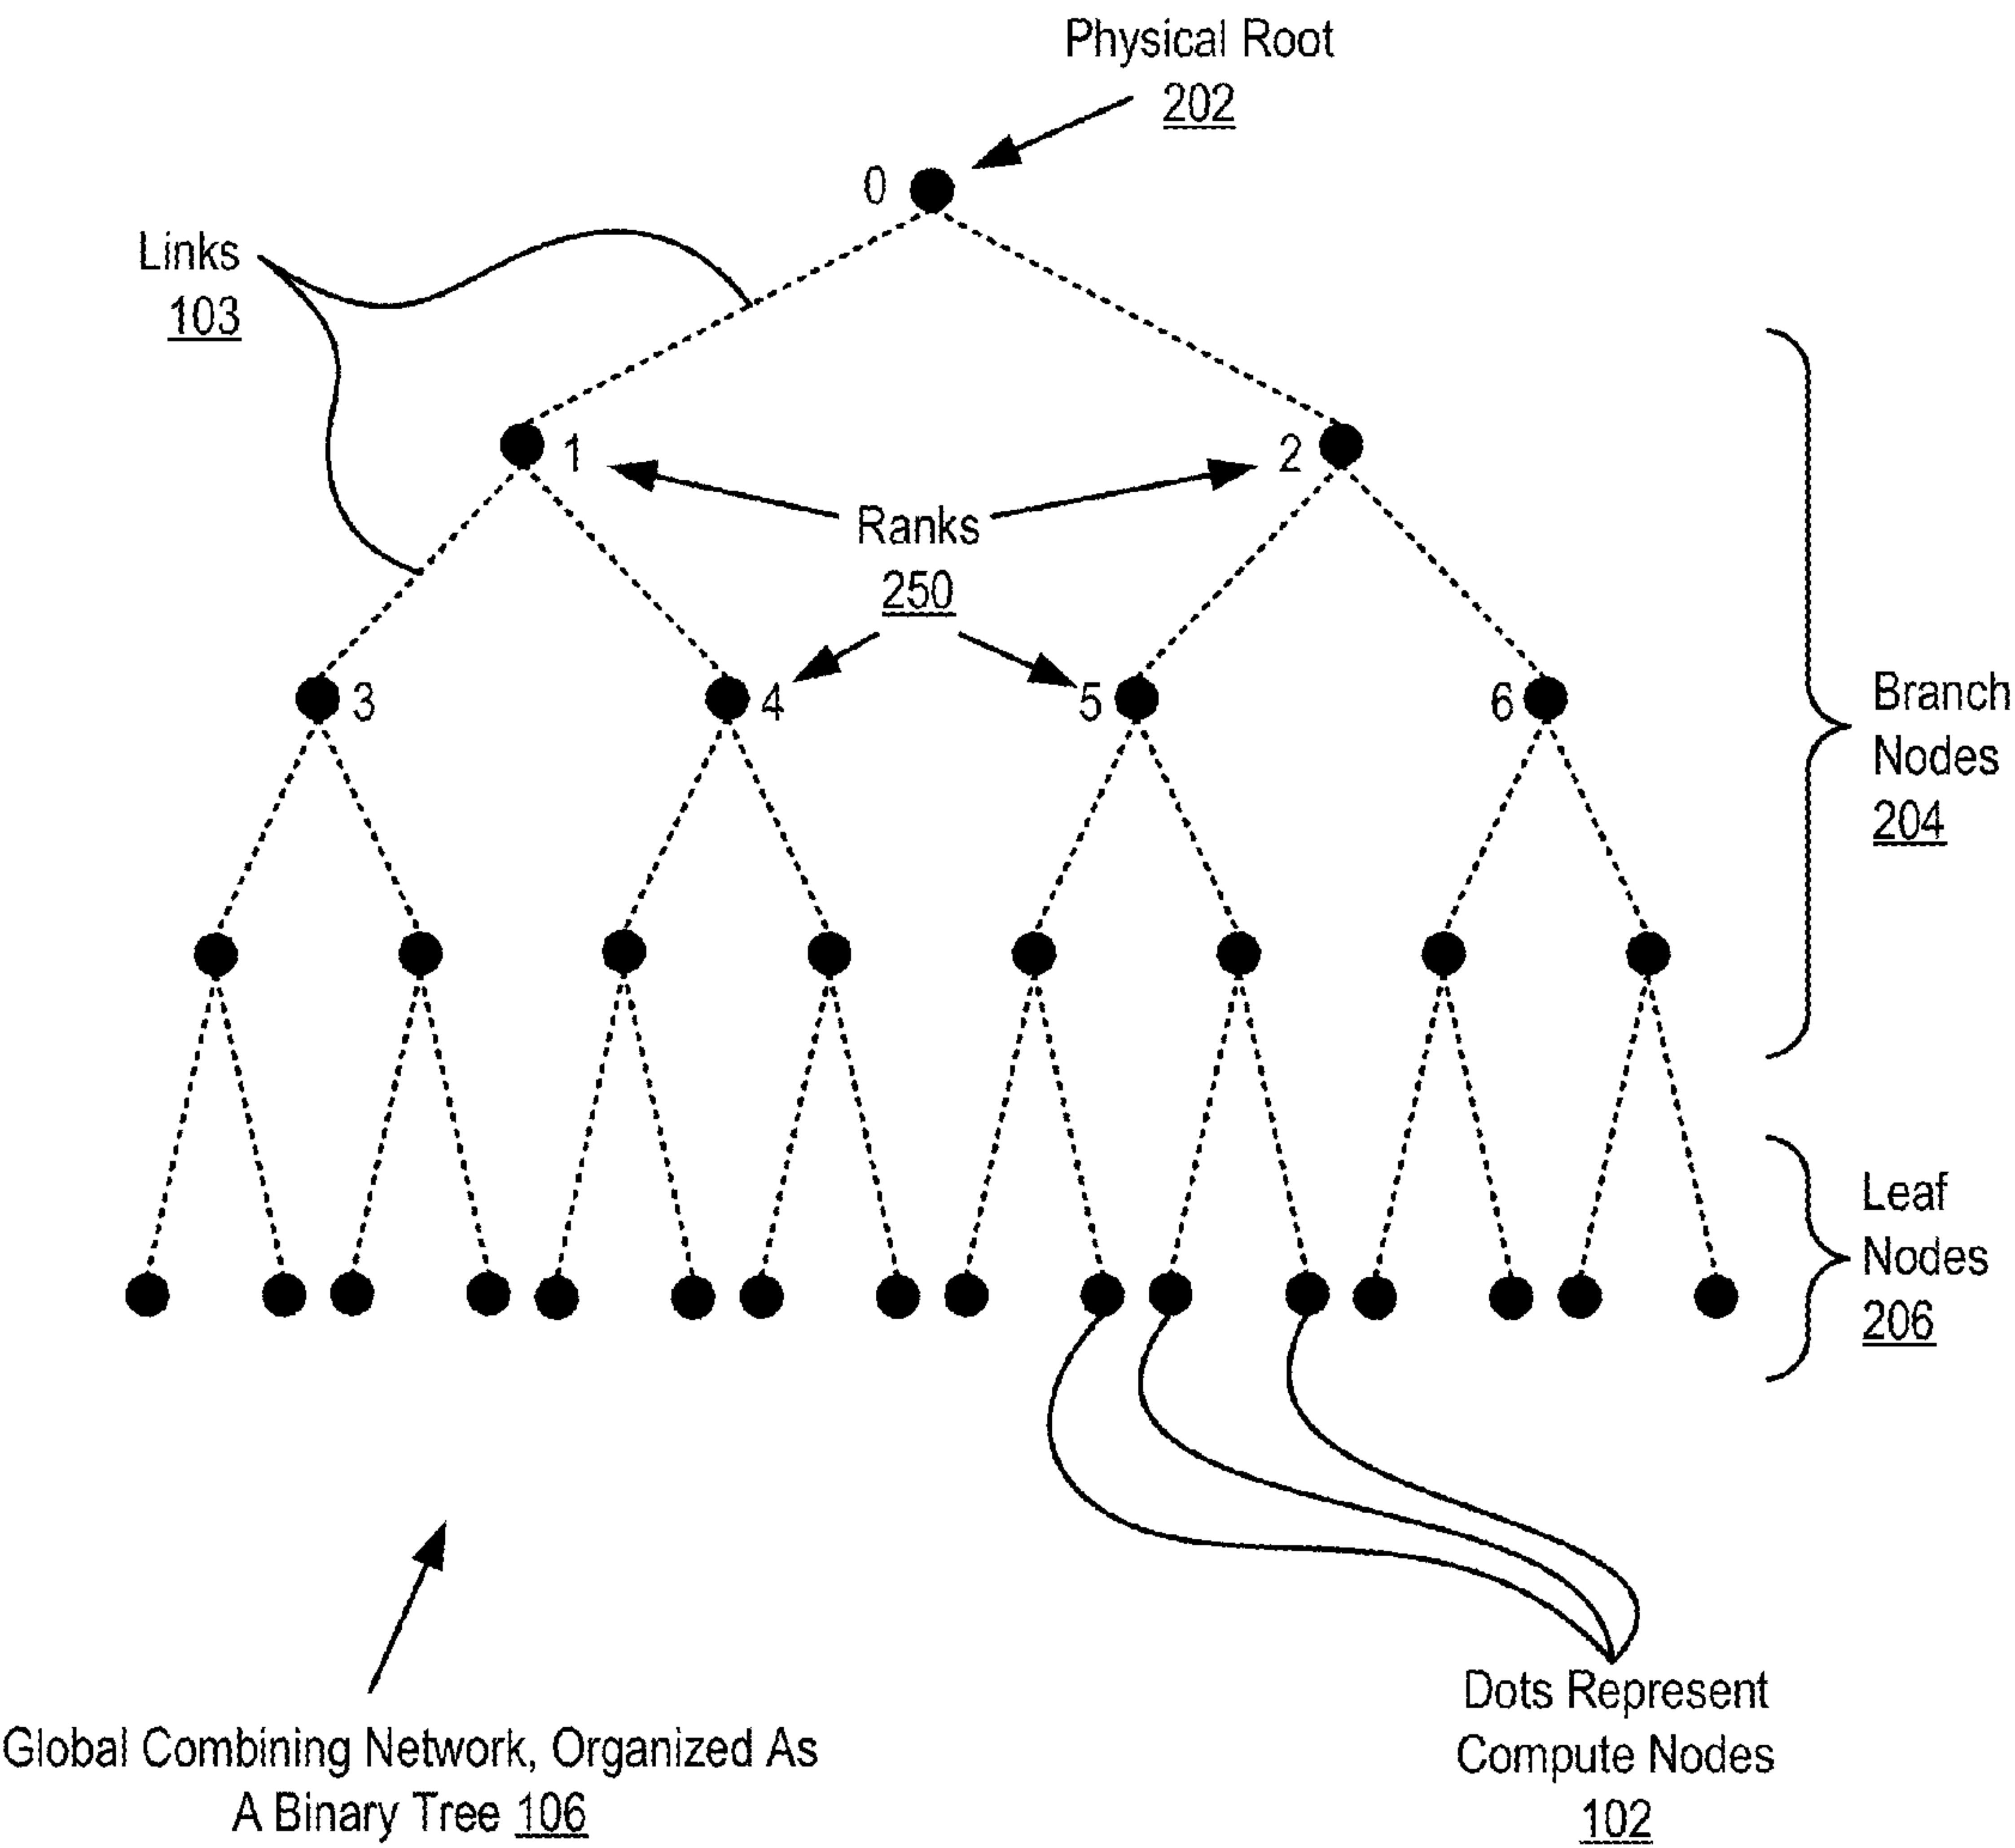 Physical Root
202
0
Links
103
1
2
Ranks
250
3
4
5
6
Branch
Nodes
204
Leaf
Nodes
206
Dots Represent
Compute Nodes
102
Global Combining Network, Organized As
A Binary Tree 106